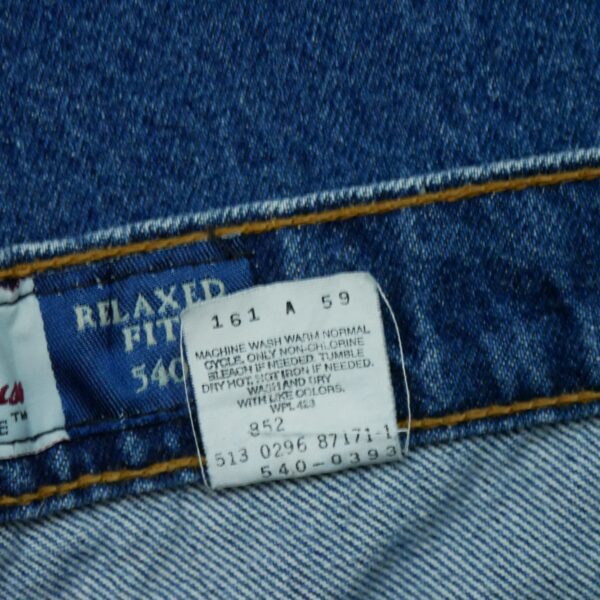 RELAXED
FIT
540
E™
161 A 59
MACHINE WASH WARM NORMAL
CYCLE. ONLY NON-CHLORINE
BLEACH IF NEEDED. TUMBLE
DRY HOT. HOT IRON IF NEEDED.
WASH AND DRY
WITH LIKE COLORS.
WPL 423
852
513 0296 87171-1
540-0393